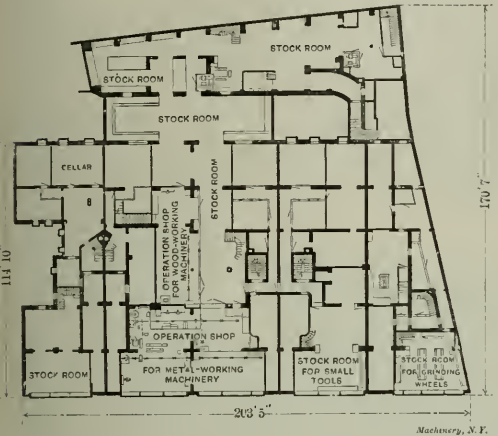 STOCK ROOM
STOCK ROOM
STOCK ROOM
CELLAR
STOCK ROOM
OPERATION SHOP
FOR WOOD-WORKING
MACHINERY
170'7"
114'10"
OPERATION SHOP
FOR METAL-WORKING
MACHINERY
STOCK ROOM
STOCK ROOM
FOR SMALL
TOOLS
STOCK ROOM
FOR GRINDING
WHEELS
203'5"
Machinery, N.Y.